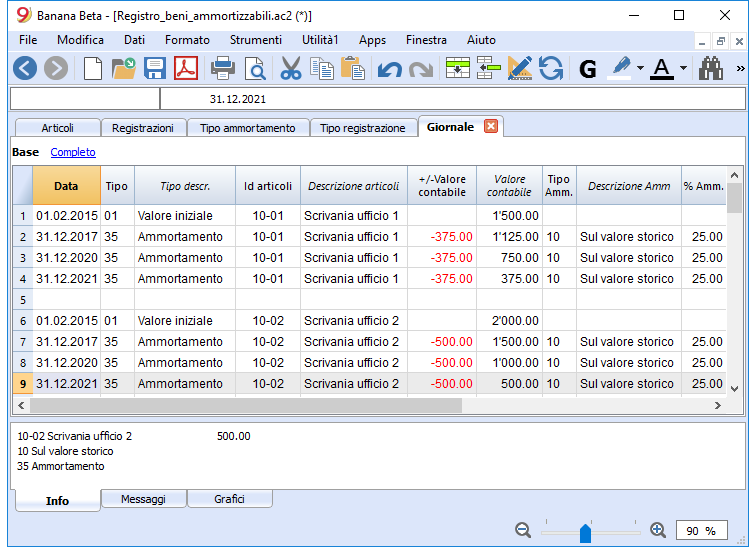 Banana Beta - [Registro_beni_ammortizzabili.ac2 (*)]
File Modifica Dati Formato Strumenti Utilità1 Apps Finestra Aiuto
G A »
31.12.2021
Articoli Registrazioni Tipo ammortamento Tipo registrazione Giornale
Base Completo
Data Tipo Tipo descr. Id articoli Descrizione articoli +/-Valore contabile Valore contabile Tipo Amm. Descrizione Amm % Amm.
1 01.02.2015 01 Valore iniziale 10-01 Scrivania ufficio 1 1'500.00
2 31.12.2017 35 Ammortamento 10-01 Scrivania ufficio 1 -375.00 1'125.00 10 Sul valore storico 25.00
3 31.12.2020 35 Ammortamento 10-01 Scrivania ufficio 1 -375.00 750.00 10 Sul valore storico 25.00
4 31.12.2021 35 Ammortamento 10-01 Scrivania ufficio 1 -375.00 375.00 10 Sul valore storico 25.00
5
6 01.02.2015 01 Valore iniziale 10-02 Scrivania ufficio 2 2'000.00
7 31.12.2017 35 Ammortamento 10-02 Scrivania ufficio 2 -500.00 1'500.00 10 Sul valore storico 25.00
8 31.12.2020 35 Ammortamento 10-02 Scrivania ufficio 2 -500.00 1'000.00 10 Sul valore storico 25.00
9 31.12.2021 35 Ammortamento 10-02 Scrivania ufficio 2 -500.00 500.00 10 Sul valore storico 25.00
10-02 Scrivania ufficio 2 500.00
10 Sul valore storico
35 Ammortamento
Info Messaggi Grafici
90 %